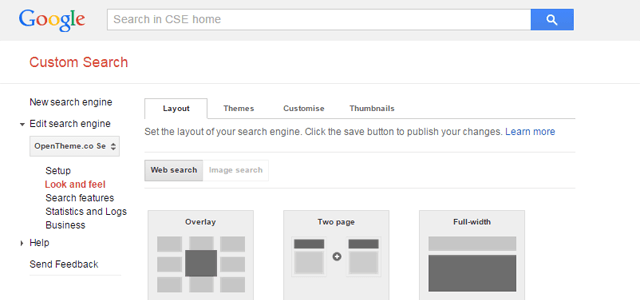 Google
Search in CSE home
Custom Search
New search engine
Edit search engine
OpenTheme.co Se
Setup
Look and feel
Search features
Statistics and Logs
Business
Help
Send Feedback
Layout Themes Customise Thumbnails
Set the layout of your search engine. Click the save button to publish your changes. Learn more
Web search Image search
Overlay Two page Full-width